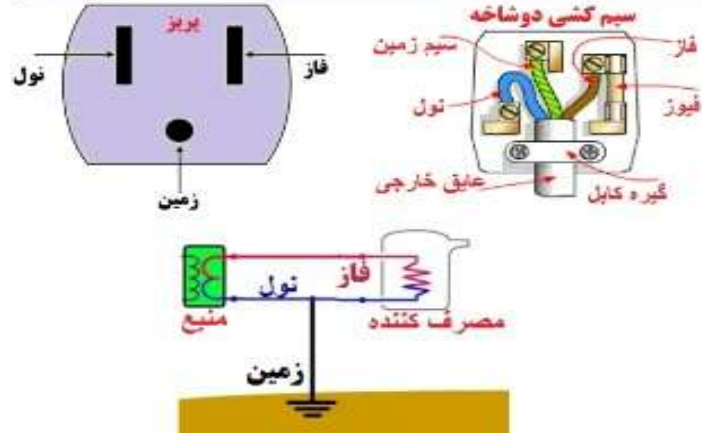 پریز
نول
فاز
زمین
سیم کشی دوشاخه
سیم زمین
فاز
نول
فیوز
عایق خارجی
گیره کابل
فاز
نول
منبع
مصرف کننده
زمین